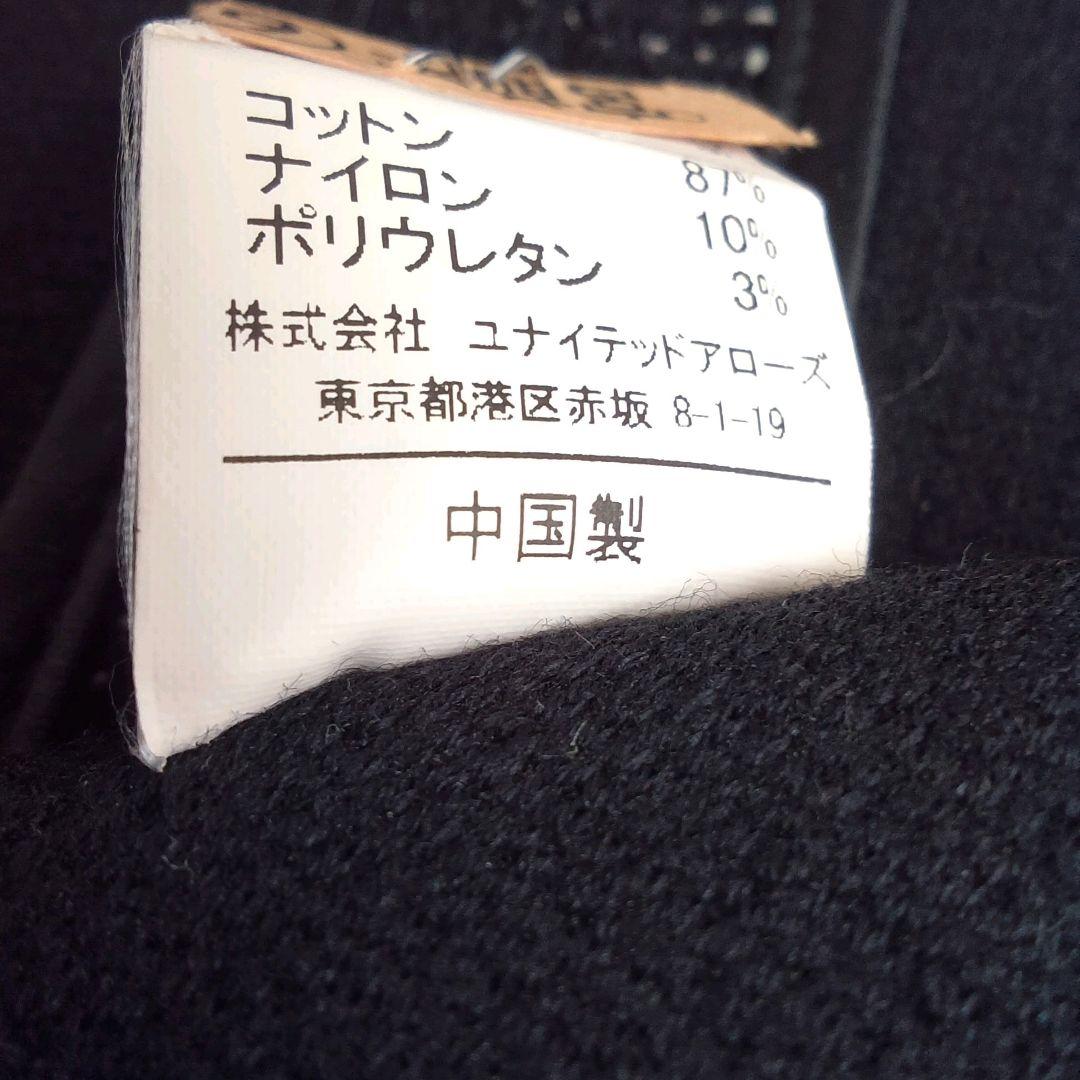 コットン 87%
ナイロン 10%
ポリウレタン 3%
株式会社 ユナイテッドアローズ
東京都港区赤坂 8-1-19
中国製